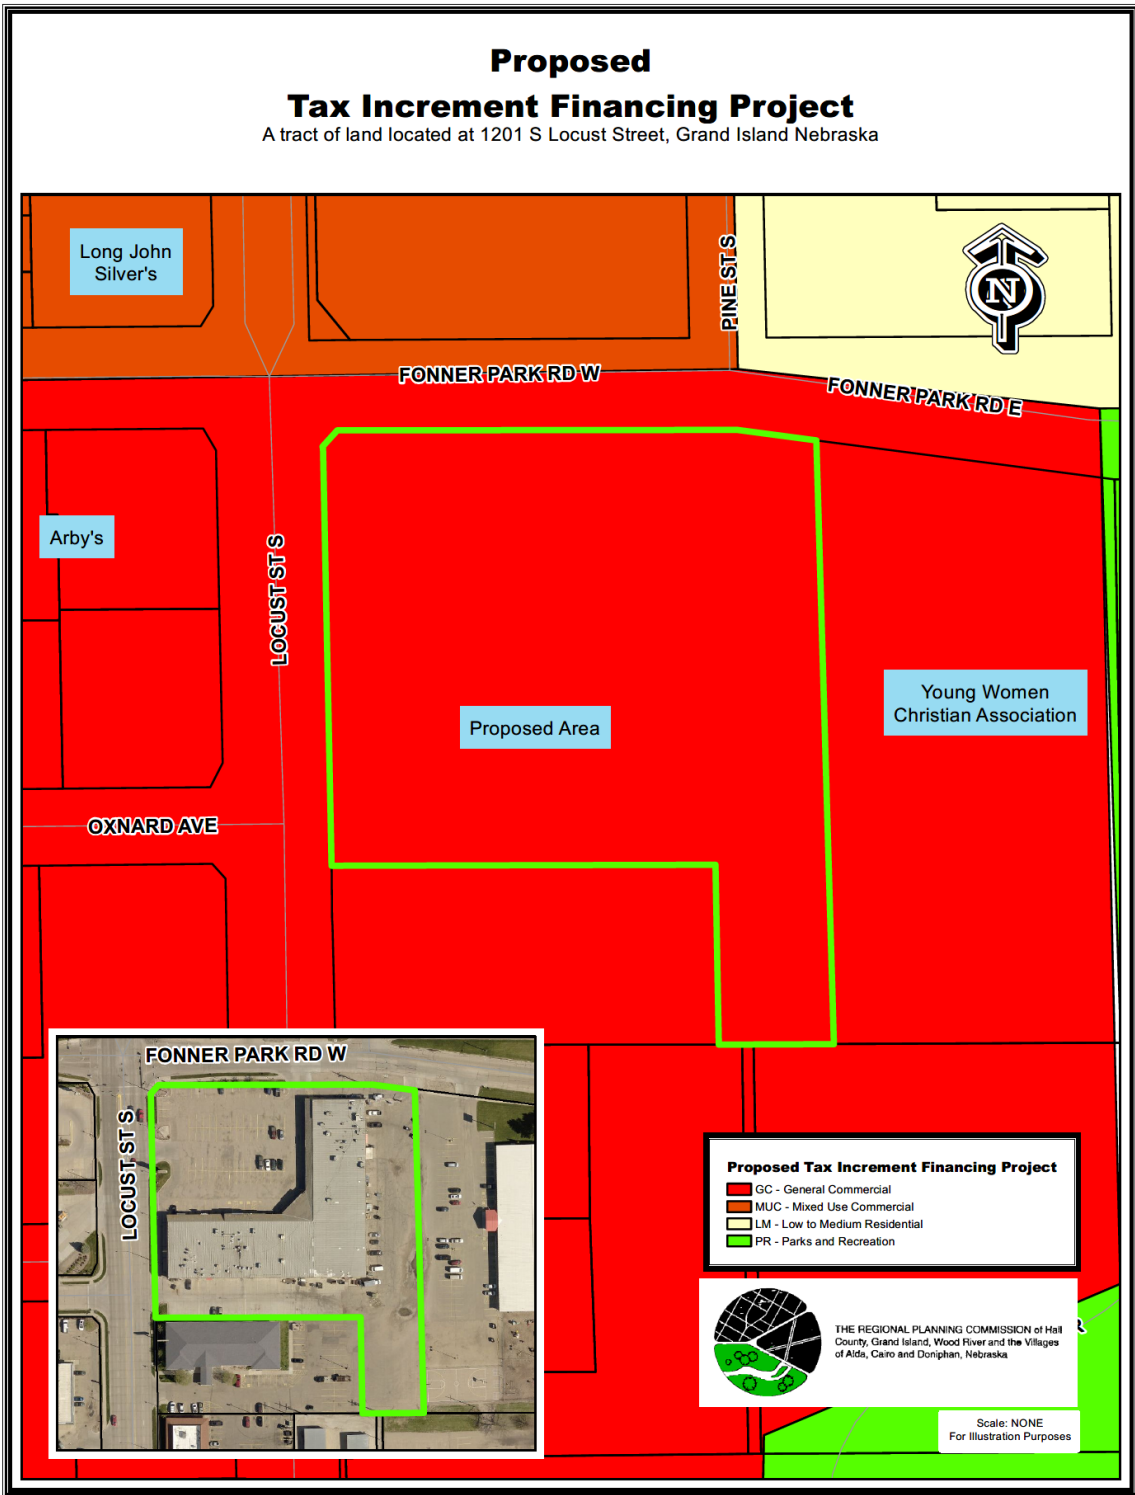 Proposed
Tax Increment Financing Project
A tract of land located at 1201 S Locust Street, Grand Island Nebraska
Long John
Silver's
PINE ST S
N
FONNER PARK RD W
FONNER PARK RD E
Arby's
LOCUST ST S
Young Women
Christian Association
Proposed Area
OXNARD AVE
FONNER PARK RD W
LOCUST ST S
Proposed Tax Increment Financing Project
GC - General Commercial
MUC - Mixed Use Commercial
LM - Low to Medium Residential
PR - Parks and Recreation
THE REGIONAL PLANNING COMMISSION of Hall
County, Grand Island, Wood River and the Villages
of Alda, Cairo and Doniphan, Nebraska
Scale: NONE
For Illustration Purposes